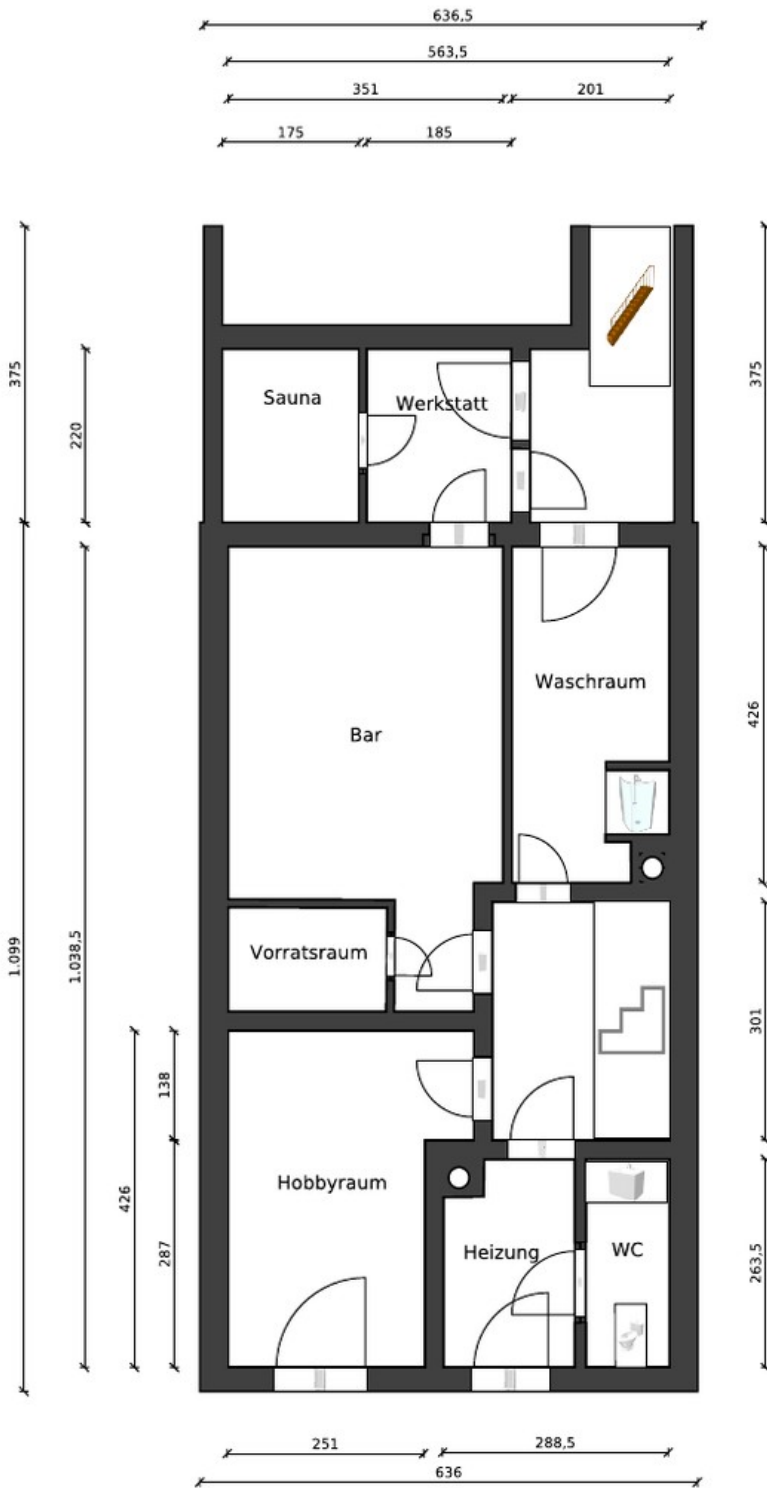 636,5
563,5
351
201
175
185
375
220
375
Sauna
Werkstatt
Waschraum
426
Bar
1.099
1.038,5
Vorratsraum
301
138
426
287
Hobbyraum
Heizung
WC
263,5
251
288,5
636